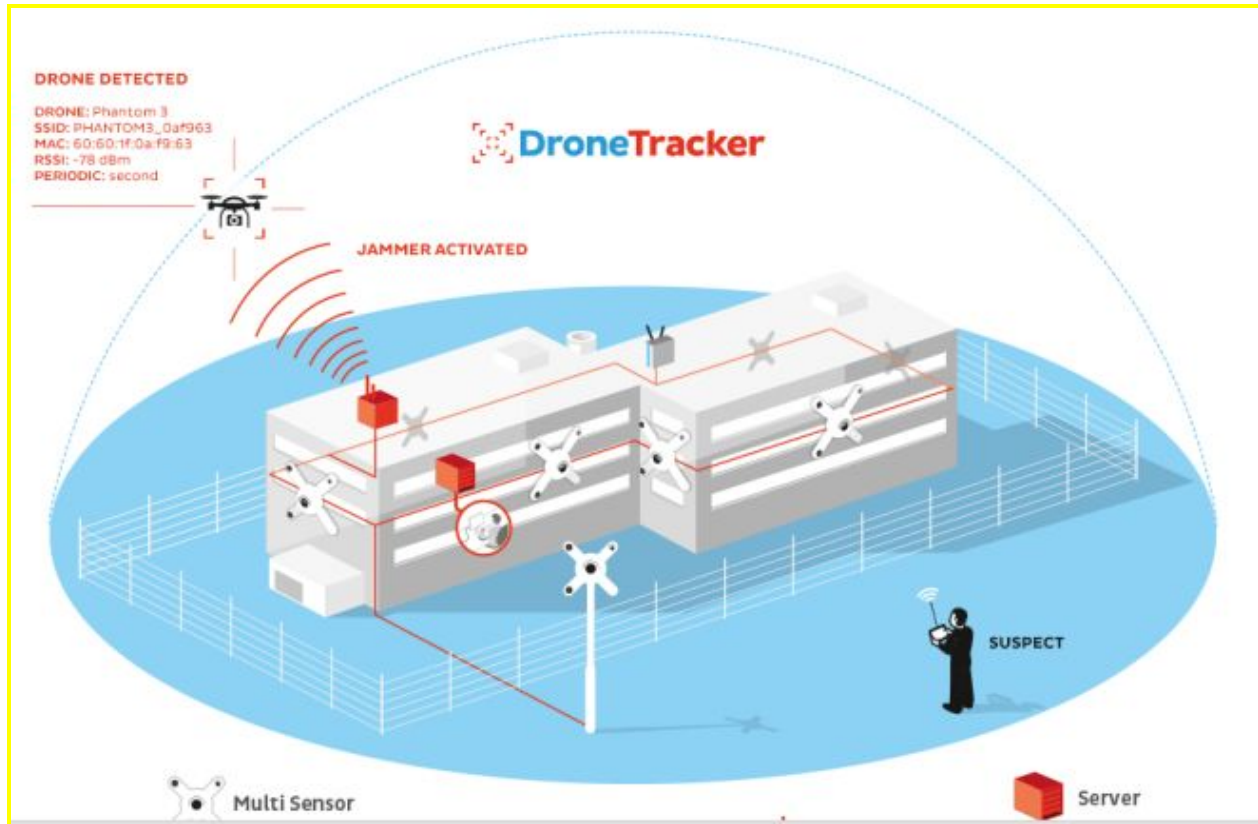 DRONE DETECTED
DRONE: Phantom 3
SSID: PHANTOM3_0af963
MAC: 60:60:1f:0a:f9:63
RSSI: -78 dBm
PERIODIC: second
DroneTracker
JAMMER ACTIVATED
SUSPECT
Multi Sensor
Server